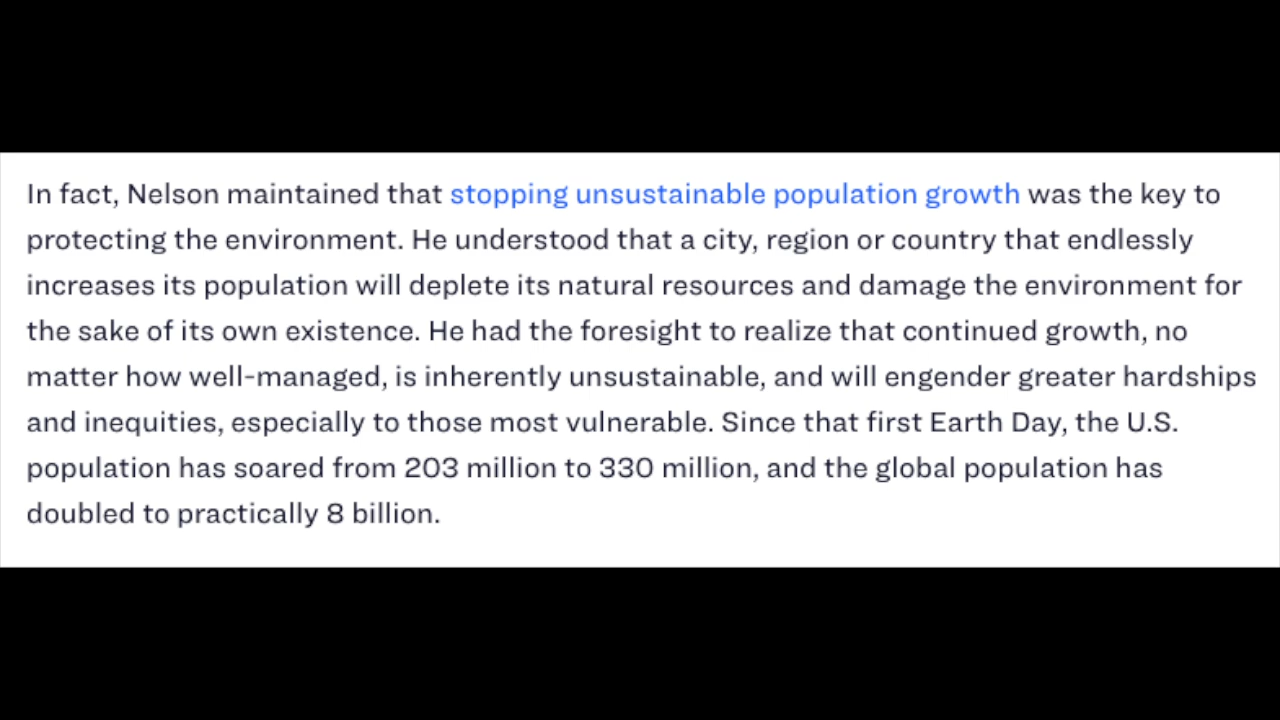 In fact, Nelson maintained that stopping unsustainable population growth was the key to
protecting the environment. He understood that a city, region or country that endlessly
increases its population will deplete its natural resources and damage the environment for
the sake of its own existence. He had the foresight to realize that continued growth, no
matter how well-managed, is inherently unsustainable, and will engender greater hardships
and inequities, especially to those most vulnerable. Since that first Earth Day, the U.S.
population has soared from 203 million to 330 million, and the global population has
doubled to practically 8 billion.